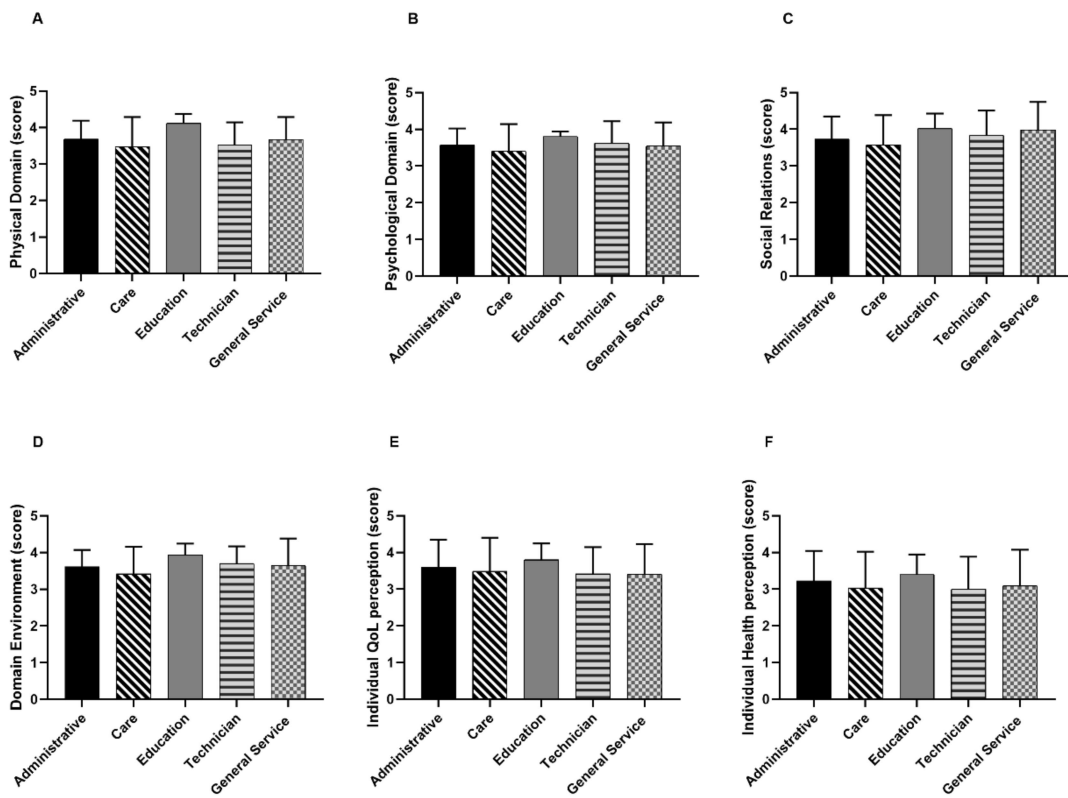 A
Physical Domain (score)
5
4
3
2
1
0
Administrative
Care
Education
Technician
General Service
B
Psychological Domain (score)
5
4
3
2
1
0
Administrative
Care
Education
Technician
General Service
C
Social Relations (score)
5
4
3
2
1
0
Administrative
Care
Education
Technician
General Service
D
Domain Environment (score)
5
4
3
2
1
0
Administrative
Care
Education
Technician
General Service
E
Individual QoL perception (score)
5
4
3
2
1
0
Administrative
Care
Education
Technician
General Service
F
Individual Health perception (score)
5
4
3
2
1
0
Administrative
Care
Education
Technician
General Service